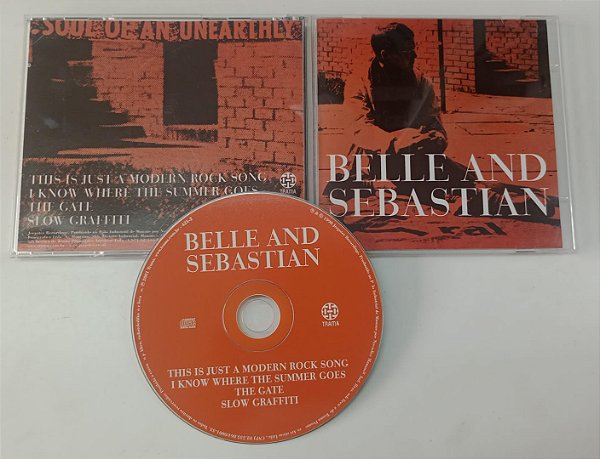 . SOUL OF AN UNEARTHLY
THIS IS JUST A MODERN ROCK SONG
I KNOW WHERE THE SUMMER GOES
THE GATE
SLOW GRAFFITI
TRAMA
BELLE AND
SEBASTIAN
ral
BELLE AND
SEBASTIAN
TRAMA
THIS IS JUST A MODERN ROCK SONG
I KNOW WHERE THE SUMMER GOES
THE GATE
SLOW GRAFFITI